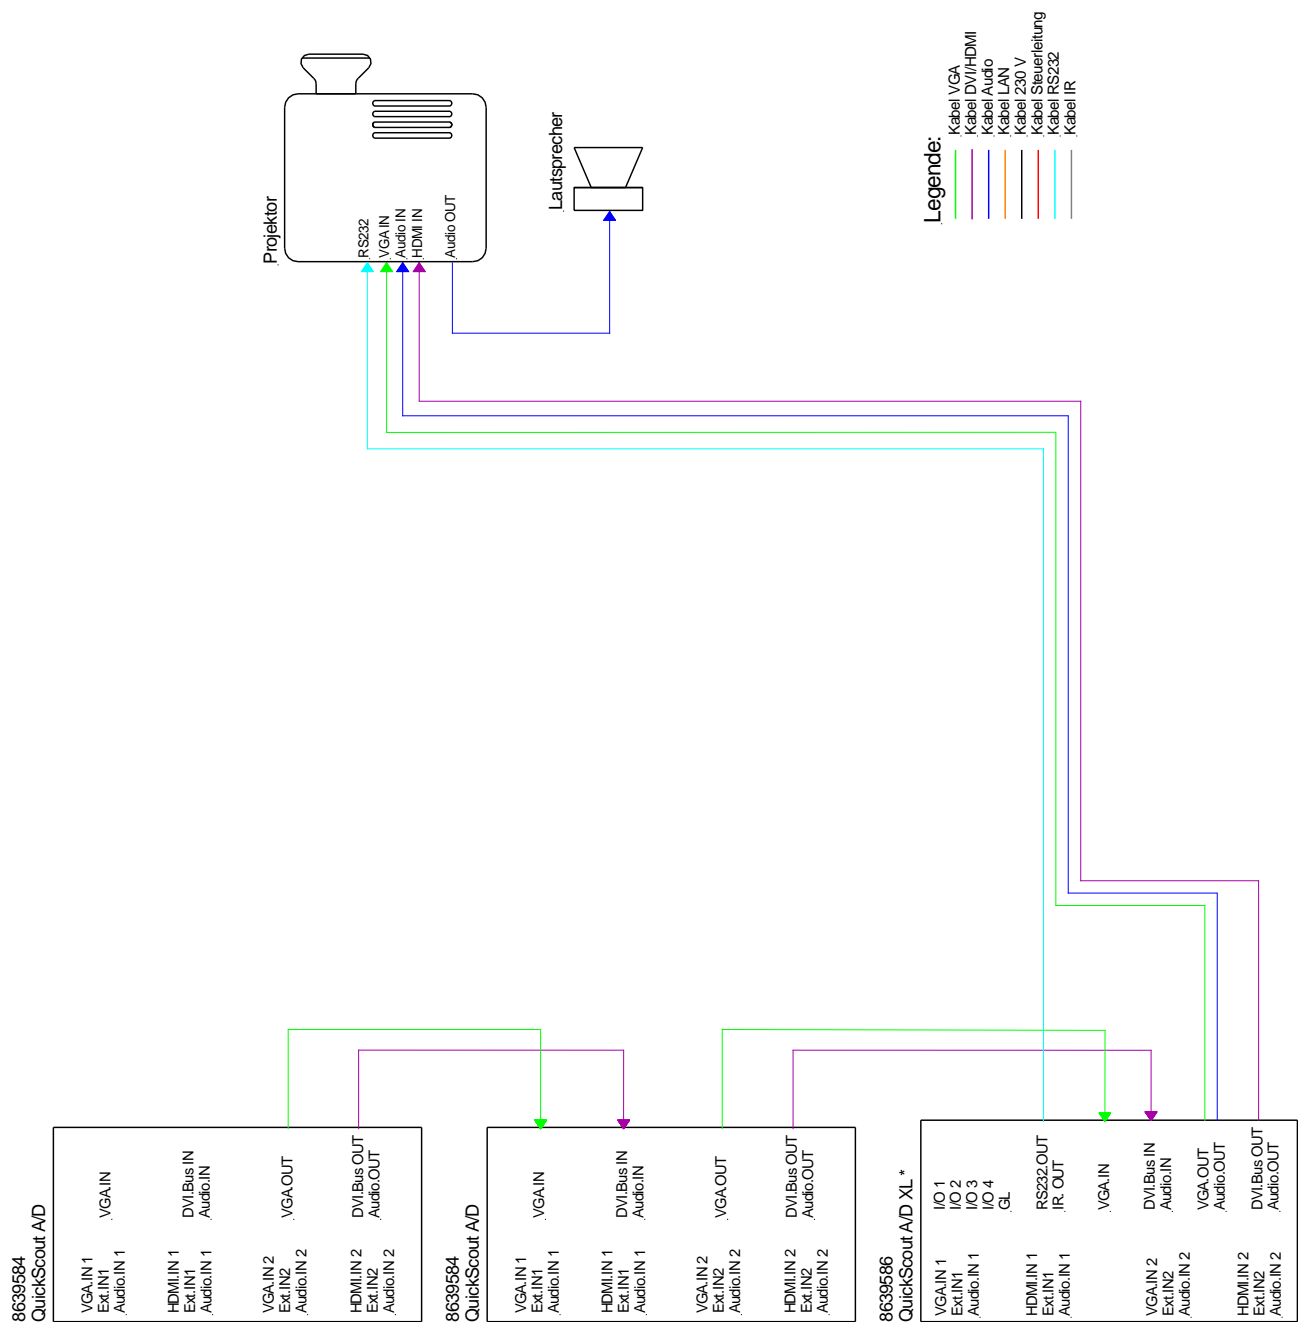 Projektor
RS232
VGA IN
Audio IN
HDMI IN
Audio OUT
Lautsprecher
Legende:
Kabel VGA
Kabel DVI/HDMI
Kabel Audio
Kabel LAN
Kabel 230 V
Kabel Steuerleitung
Kabel RS232
Kabel IR
8639584
QuickScout A/D
VGA.IN 1
Ext.IN1
Audio.IN 1
HDMI.IN 1
Ext.IN1
Audio.IN 1
VGA.IN 2
Ext.IN2
Audio.IN 2
HDMI.IN 2
Ext.IN2
Audio.IN 2
VGA.IN
DVI.Bus IN
Audio.IN
VGA.OUT
DVI.Bus OUT
Audio.OUT
8639584
QuickScout A/D
VGA.IN 1
Ext.IN1
Audio.IN 1
HDMI.IN 1
Ext.IN1
Audio.IN 1
VGA.IN 2
Ext.IN2
Audio.IN 2
HDMI.IN 2
Ext.IN2
Audio.IN 2
VGA.IN
DVI.Bus IN
Audio.IN
VGA.OUT
DVI.Bus OUT
Audio.OUT
8639586
QuickScout A/D XL *
VGA.IN 1
Ext.IN1
Audio.IN 1
HDMI.IN 1
Ext.IN1
Audio.IN 1
VGA.IN 2
Ext.IN2
Audio.IN 2
HDMI.IN 2
Ext.IN2
Audio.IN 2
I/O 1
I/O 2
I/O 3
I/O 4
GL
RS232.OUT
IR. OUT
VGA.IN
DVI.Bus IN
Audio.IN
VGA.OUT
Audio.OUT
DVI.Bus OUT
Audio.OUT